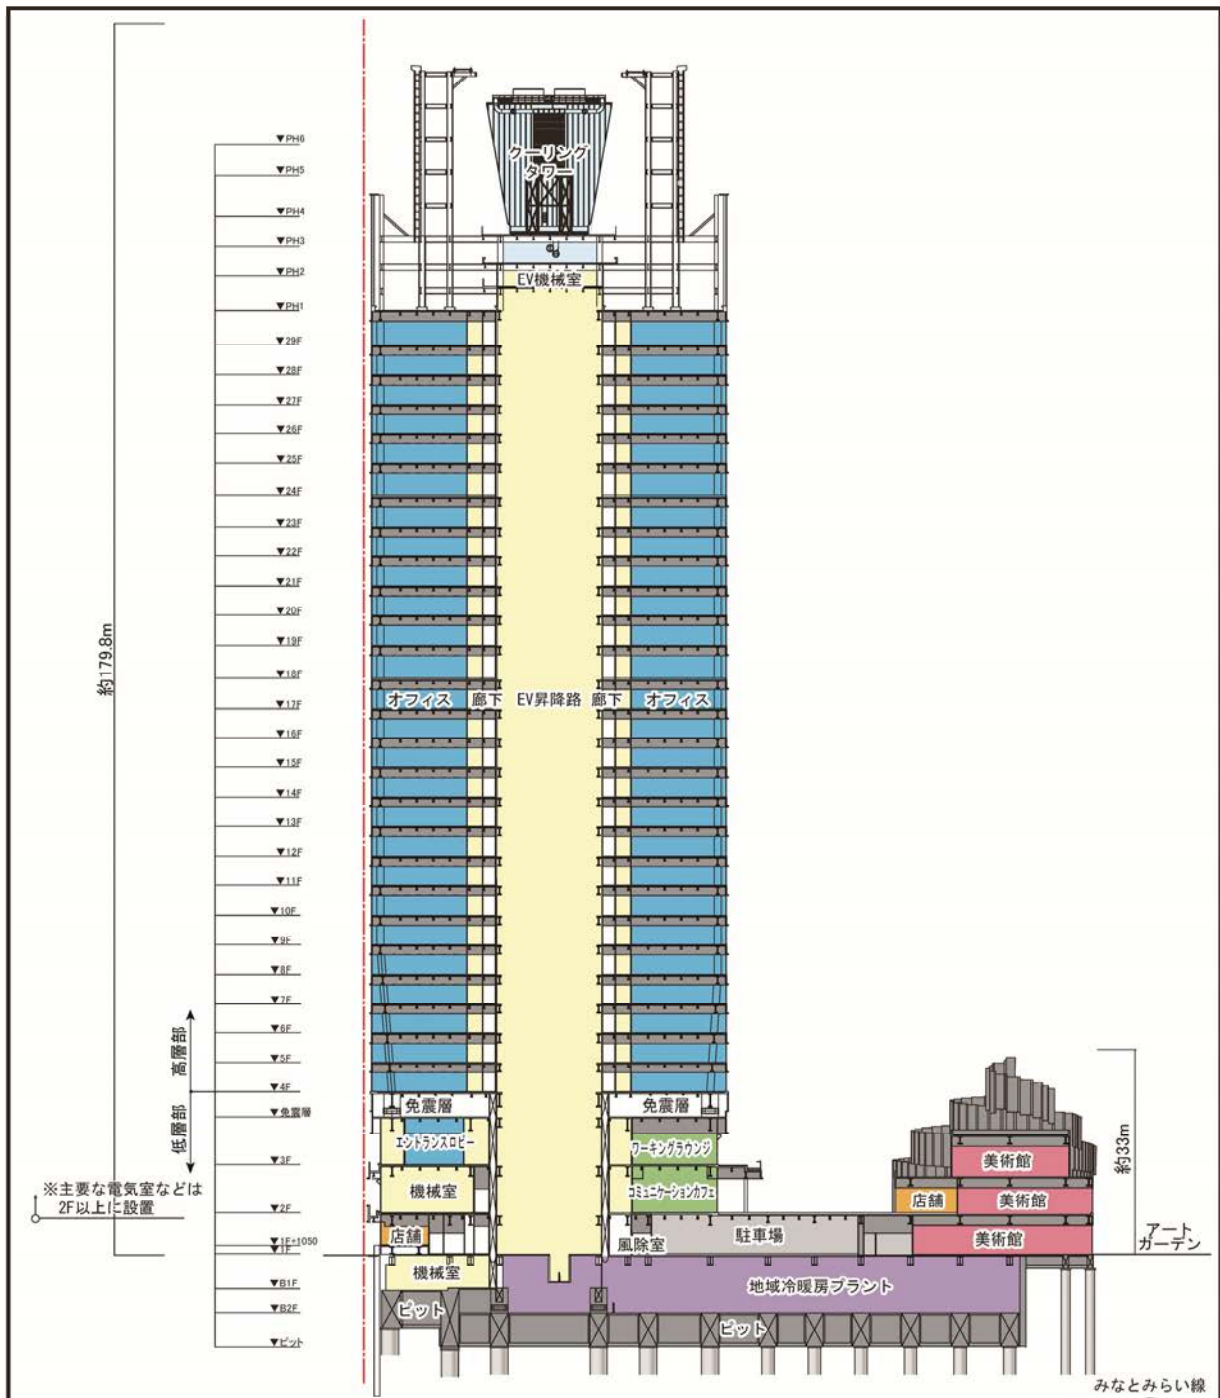 ▼PH6
クーリング
タワー
▼PH5
▼PH4
▼PH3
▼PH2
EV機械室
▼PH1
▼29F
▼28F
▼27F
▼26F
▼25F
▼24F
▼23F
▼22F
▼21F
▼20F
▼19F
約179.8m
▼18F
オフィス 廊下 EV昇降路 廊下 オフィス
▼17F
▼16F
▼15F
▼14F
▼13F
▼12F
▼11F
▼10F
▼9F
▼8F
▼7F
▼6F
高層部
▼5F
▼4F
免震層 免震層
▼免震層
低層部
エントランスロビー ワーキングラウンジ
約33m
美術館
▼3F
※主要な電気室などは
2F以上に設置
機械室 コミュニケーションカフェ
店舗 美術館
▼2F
店舗 風除室 駐車場 美術館
アート
ガーデン
▼1F+1050
▼1F
機械室
地域冷暖房プラント
▼B1F
ピット
▼B2F
ピット
▼ピット
みなとみらい線